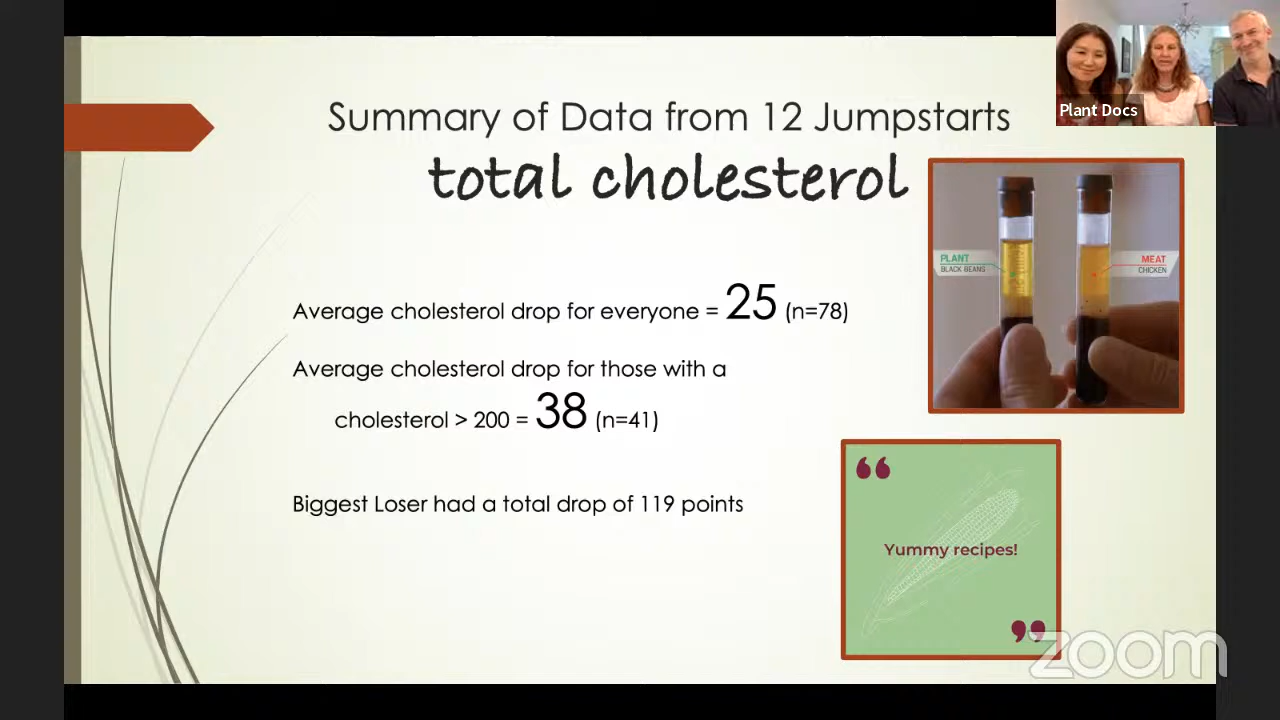 Plant Docs
Summary of Data from 12 Jumpstarts
total cholesterol
PLANT
BLACK BEANS
MEAT
CHICKEN
Average cholesterol drop for everyone = 25 (n=78)
Average cholesterol drop for those with a
cholesterol > 200 = 38 (n=41)
Biggest Loser had a total drop of 119 points
“
Yummy recipes!
”
zoom